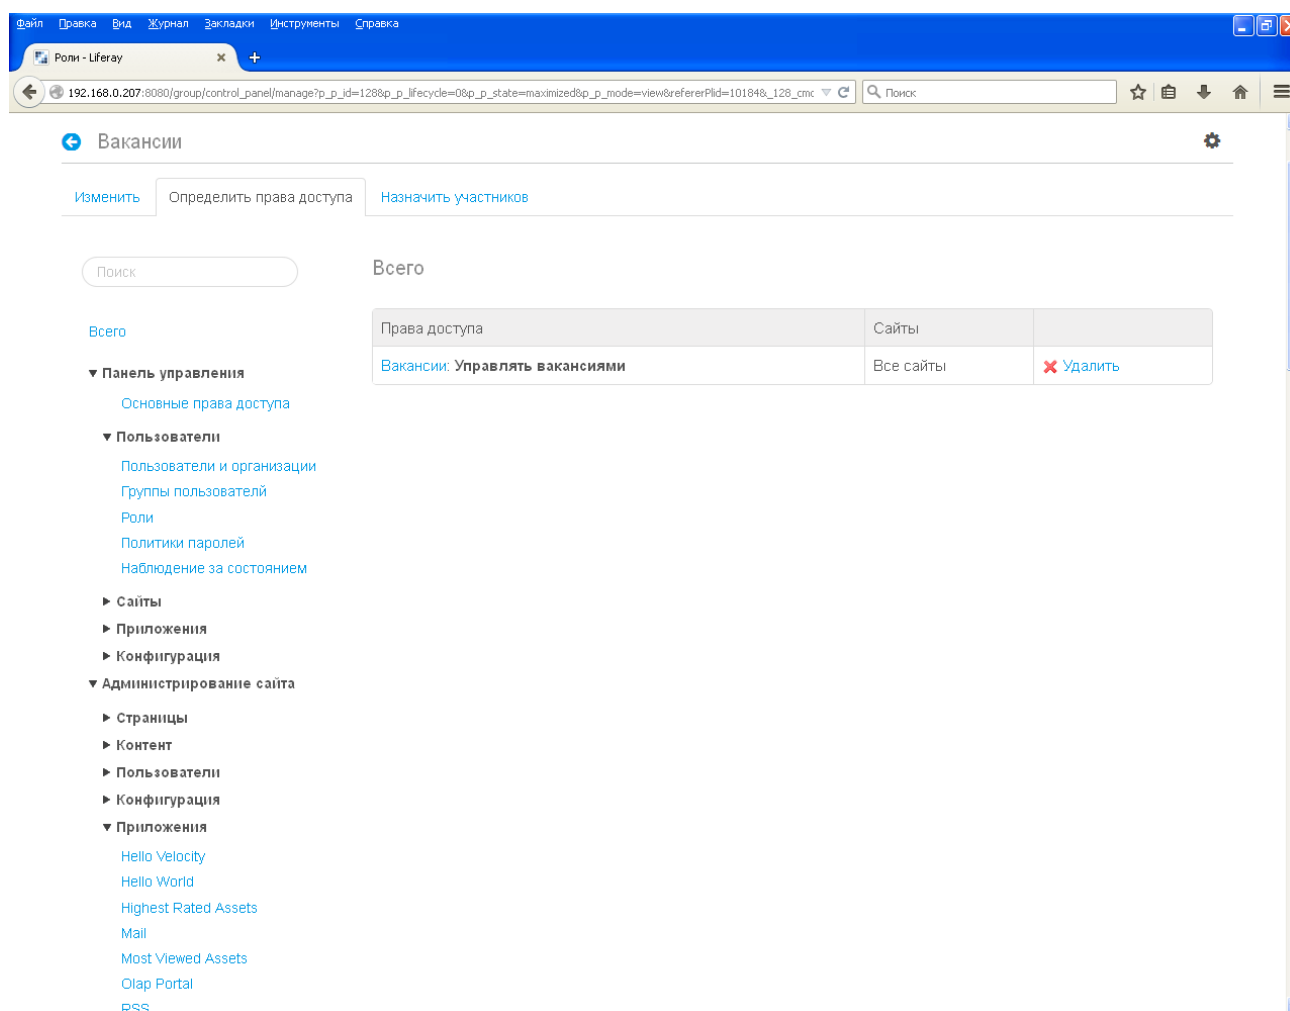 Файл Правка Вид Журнал Закладки Инструменты Справка
Роли - Liferay
192.168.0.207:8080/group/control_panel/manage?p_p_id=128&p_p_lifecycle=0&p_p_state=maximized&p_p_mode=view&refererPlid=10184&_128_cmc
Поиск
Вакансии
Изменить Определить права доступа Назначить участников
Поиск
Всего
Права доступа Сайты
Вакансии: Управлять вакансиями Все сайты Удалить
Всего
Панель управления
Основные права доступа
Пользователи
Пользователи и организации
Группы пользователй
Роли
Политики паролей
Наблюдение за состоянием
Сайты
Приложения
Конфигурация
Администрирование сайта
Страницы
Контент
Пользователи
Конфигурация
Приложения
Hello Velocity
Hello World
Highest Rated Assets
Mail
Most Viewed Assets
Olap Portal
RSS